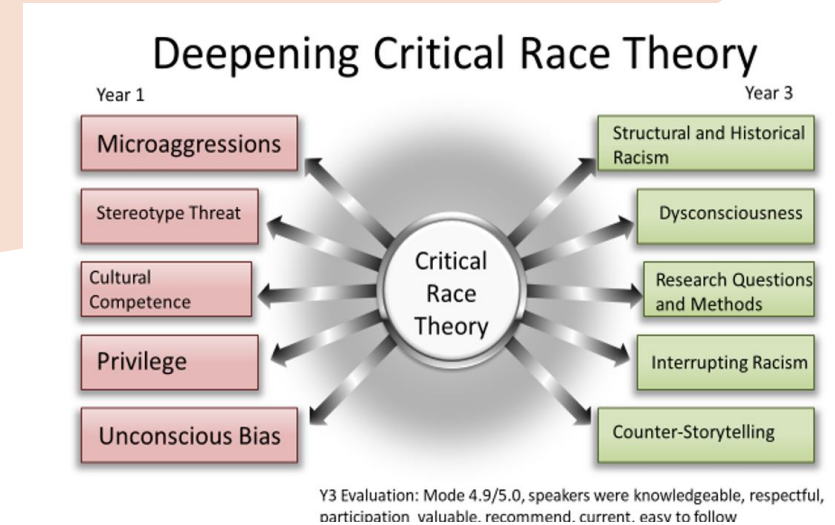 Deepening Critical Race Theory
Year 1
Year 3
Microaggressions
Stereotype Threat
Cultural
Competence
Privilege
Unconscious Bias
Critical
Race
Theory
Structural and Historical
Racism
Dysconsciousness
Research Questions
and Methods
Interrupting Racism
Counter-Storytelling
Y3 Evaluation: Mode 4.9/5.0, speakers were knowledgeable, respectful,
participation valuable, recommend, current, easy to follow